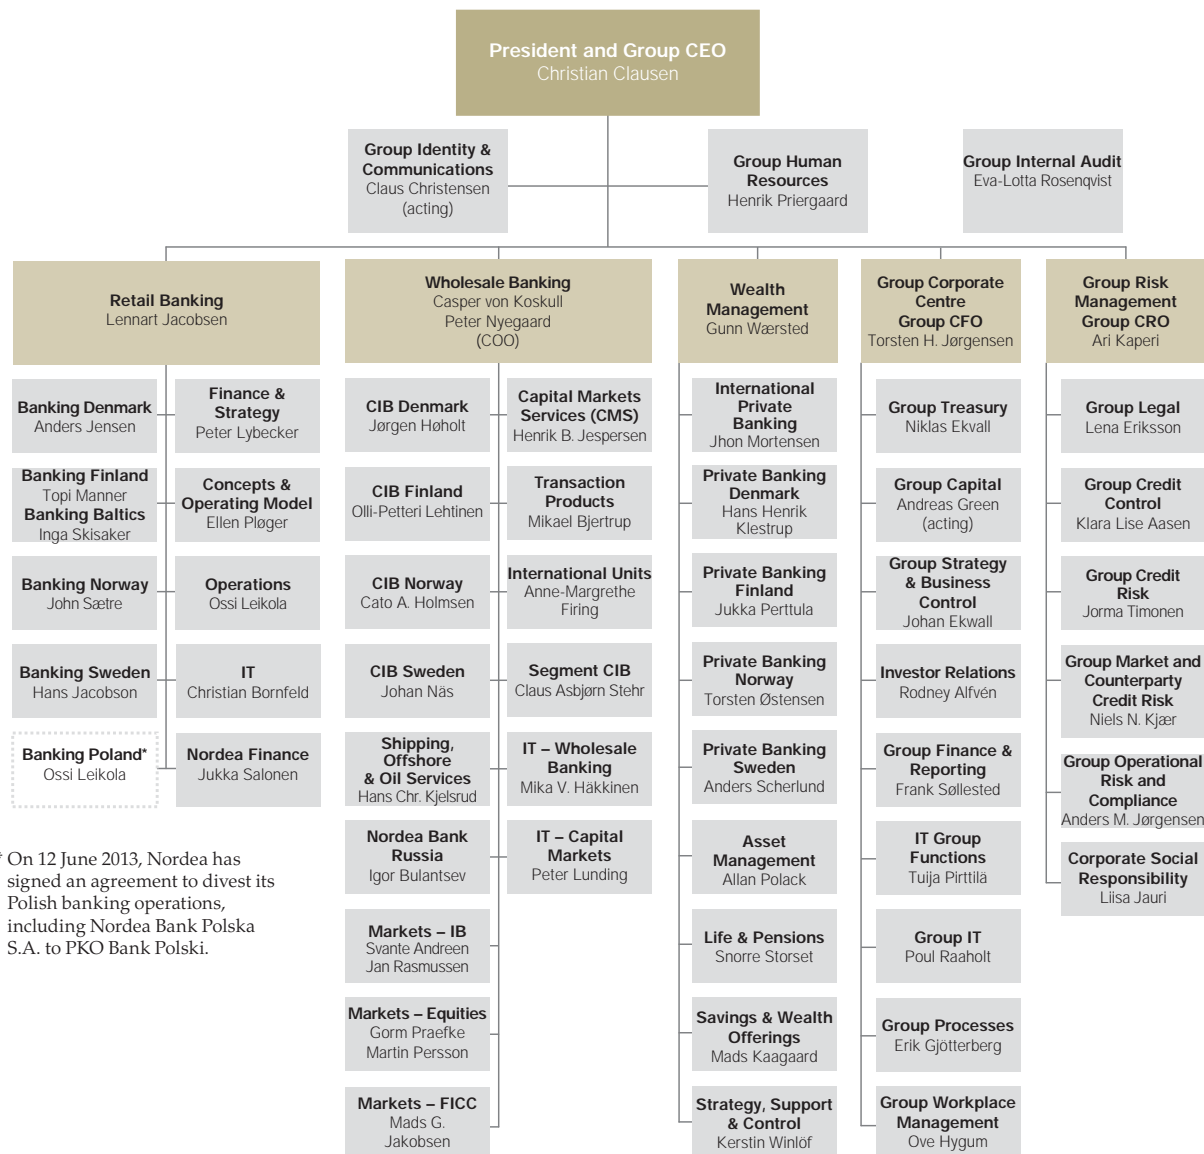 President and Group CEO
Christian Clausen
Group Identity &
Communications
Claus Christensen
(acting)
Group Human
Resources
Henrik Priergaard
Group Internal Audit
Eva-Lotta Rosenqvist
Retail Banking
Lennart Jacobsen
Wholesale Banking
Casper von Koskull
Peter Nyegaard
(COO)
Wealth
Management
Gunn Wærsted
Group Corporate
Centre
Group CFO
Torsten H. Jørgensen
Group Risk
Management
Group CRO
Ari Kaperi
Banking Denmark
Anders Jensen
Banking Finland
Topi Manner
Banking Baltics
Inga Skisaker
Banking Norway
John Sætre
Banking Sweden
Hans Jacobson
Banking Poland*
Ossi Leikola
Finance &
Strategy
Peter Lybecker
Concepts &
Operating Model
Ellen Pløger
Operations
Ossi Leikola
IT
Christian Bornfeld
Nordea Finance
Jukka Salonen
* On 12 June 2013, Nordea has
signed an agreement to divest its
Polish banking operations,
including Nordea Bank Polska
S.A. to PKO Bank Polski.
CIB Denmark
Jørgen Høholt
CIB Finland
Olli-Petteri Lehtinen
CIB Norway
Cato A. Holmsen
CIB Sweden
Johan Näs
Shipping,
Offshore
& Oil Services
Hans Chr. Kjelsrud
Nordea Bank
Russia
Igor Bulantsev
Markets – IB
Svante Andreen
Jan Rasmussen
Markets – Equities
Gorm Praefke
Martin Persson
Markets – FICC
Mads G.
Jakobsen
Capital Markets
Services (CMS)
Henrik B. Jespersen
Transaction
Products
Mikael Bjertrup
International Units
Anne-Margrethe
Firing
Segment CIB
Claus Asbjørn Stehr
IT – Wholesale
Banking
Mika V. Häkkinen
IT – Capital
Markets
Peter Lunding
International
Private
Banking
Jhon Mortensen
Private Banking
Denmark
Hans Henrik
Klestrup
Private Banking
Finland
Jukka Perttula
Private Banking
Norway
Torsten Østensen
Private Banking
Sweden
Anders Scherlund
Asset
Management
Allan Polack
Life & Pensions
Snorre Storset
Savings & Wealth
Offerings
Mads Kaagaard
Strategy, Support
& Control
Kerstin Winlöf
Group Treasury
Niklas Ekvall
Group Capital
Andreas Green
(acting)
Group Strategy
& Business
Control
Johan Ekwall
Investor Relations
Rodney Alfvén
Group Finance &
Reporting
Frank Søllested
IT Group
Functions
Tuija Pirttilä
Group IT
Poul Raaholt
Group Processes
Erik Gjötterberg
Group Workplace
Management
Ove Hygum
Group Legal
Lena Eriksson
Group Credit
Control
Klara Lise Aasen
Group Credit
Risk
Jorma Timonen
Group Market and
Counterparty
Credit Risk
Niels N. Kjær
Group Operational
Risk and
Compliance
Anders M. Jørgensen
Corporate Social
Responsibility
Liisa Jauri